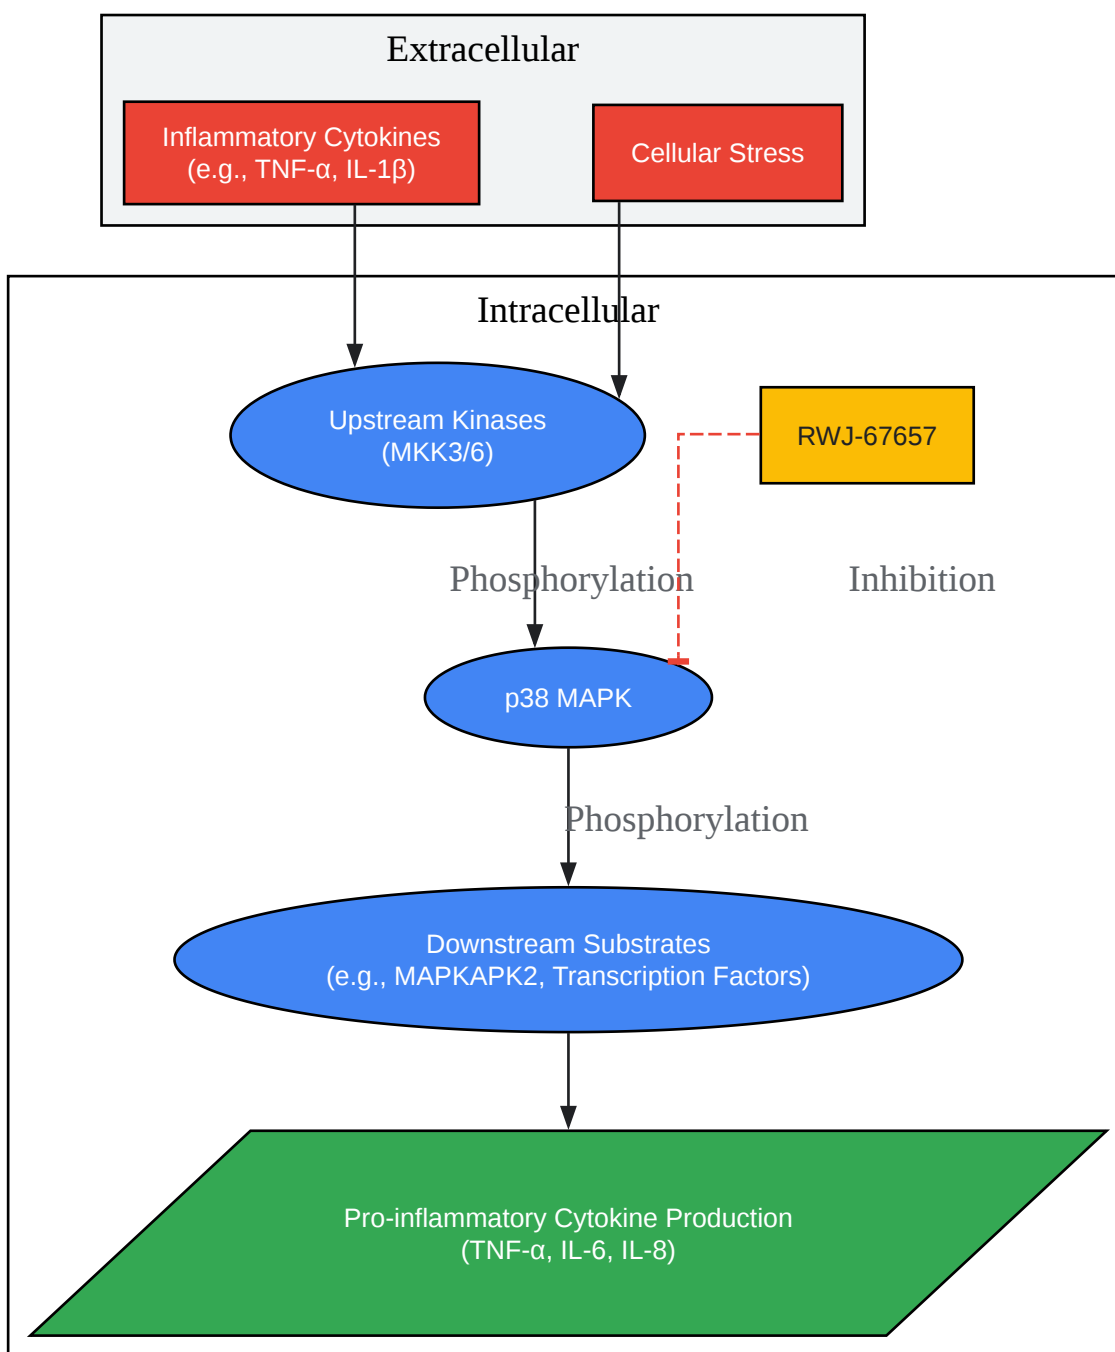 Extracellular
Inflammatory Cytokines
(e.g., TNF-α, IL-1β)
Cellular Stress
Intracellular
Upstream Kinases
(MKK3/6)
RWJ-67657
Phosphorylation
Inhibition
p38 MAPK
Phosphorylation
Downstream Substrates
(e.g., MAPKAPK2, Transcription Factors)
Pro-inflammatory Cytokine Production
(TNF-α, IL-6, IL-8)